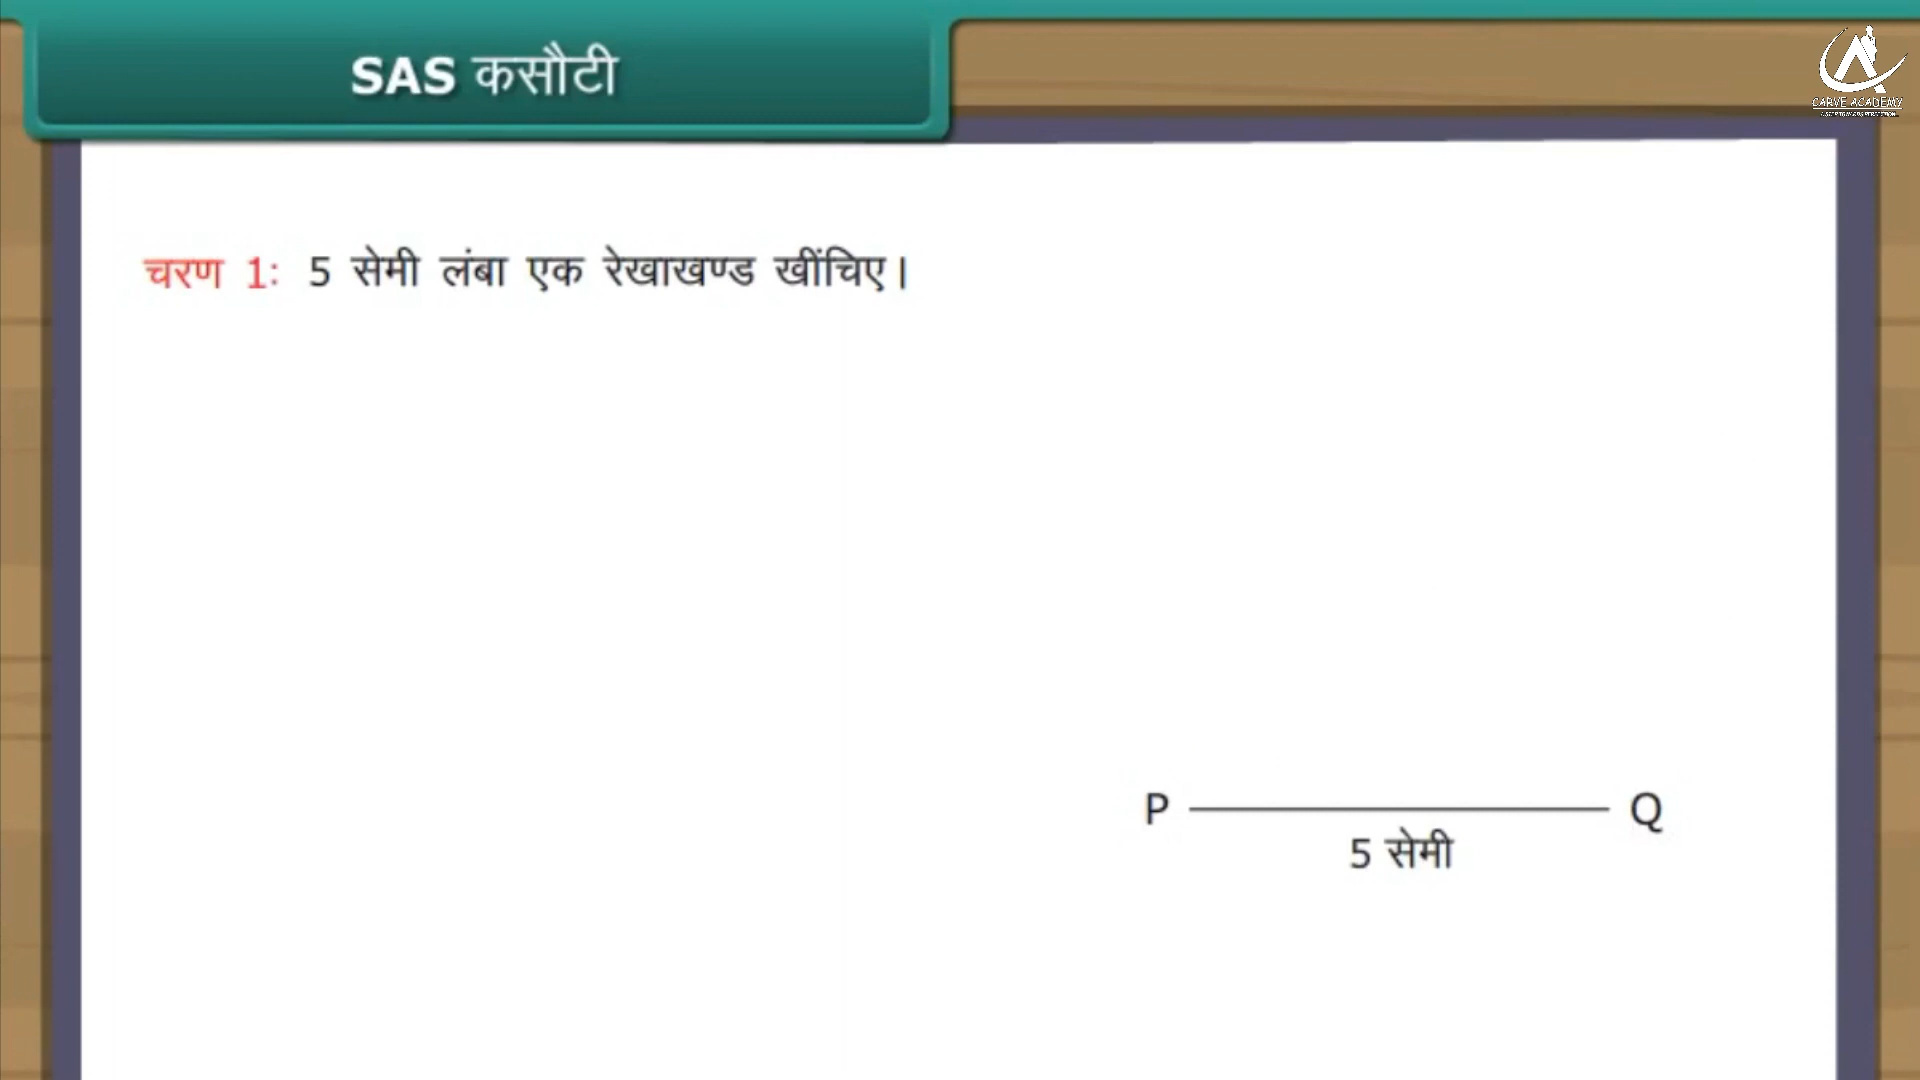 SAS कसौटी
CARVE ACADEMY
चरण 1: 5 सेमी लंबा एक रेखाखण्ड खींचिए।
P Q
5 सेमी